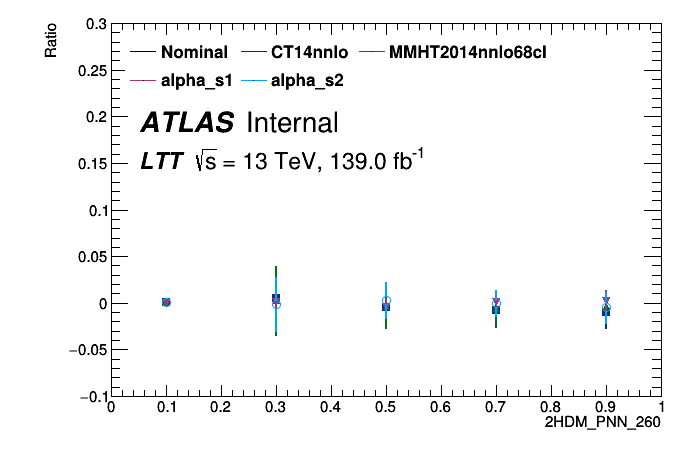 Ratio
0.3
Nominal CT14nnlo MMHT2014nnlo68cl
0.25
alpha_s1 alpha_s2
0.2
ATLAS Internal
0.15
LTT √s = 13 TeV, 139.0 fb⁻¹
0.1
0.05
0
−0.05
−0.1
0 0.1 0.2 0.3 0.4 0.5 0.6 0.7 0.8 0.9 1
2HDM_PNN_260